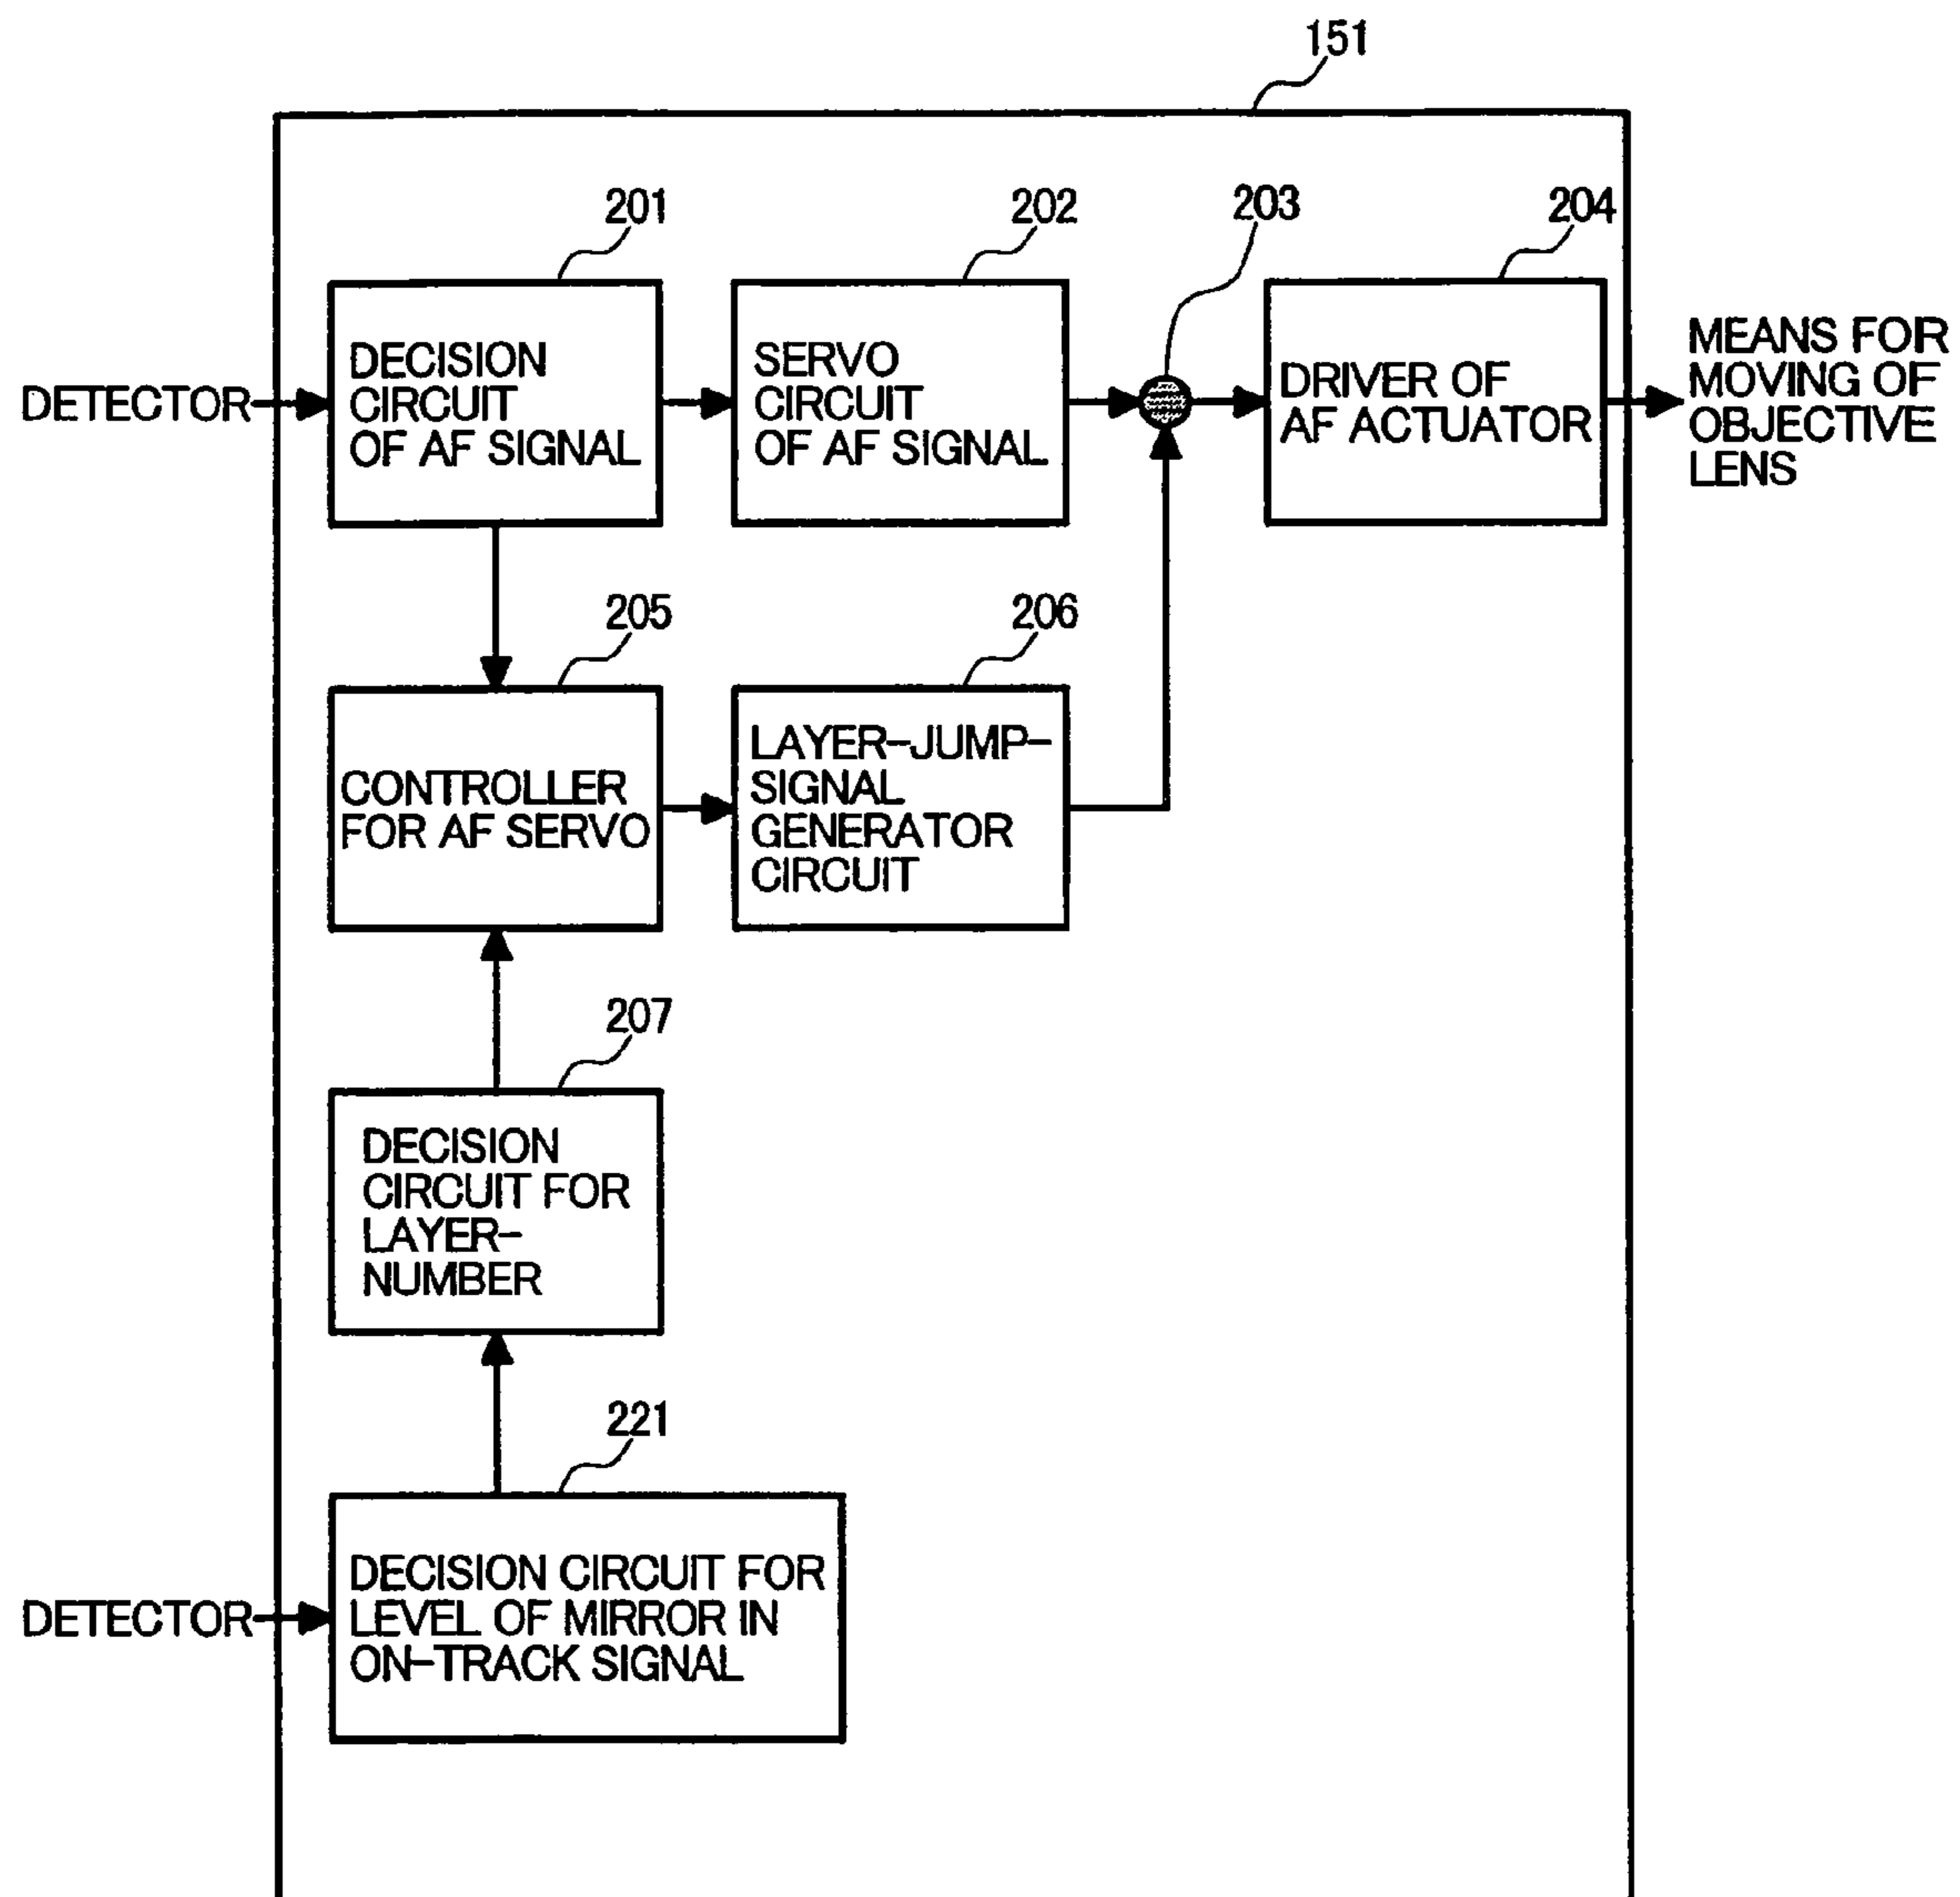 151
201
202
203
204
DETECTOR
DECISION
CIRCUIT
OF AF SIGNAL
SERVO
CIRCUIT
OF AF SIGNAL
DRIVER OF
AF ACTUATOR
MEANS FOR
MOVING OF
OBJECTIVE
LENS
205
206
CONTROLLER
FOR AF SERVO
LAYER-JUMP-
SIGNAL
GENERATOR
CIRCUIT
207
DECISION
CIRCUIT FOR
LAYER-
NUMBER
221
DETECTOR
DECISION CIRCUIT FOR
LEVEL OF MIRROR IN
ON-TRACK SIGNAL